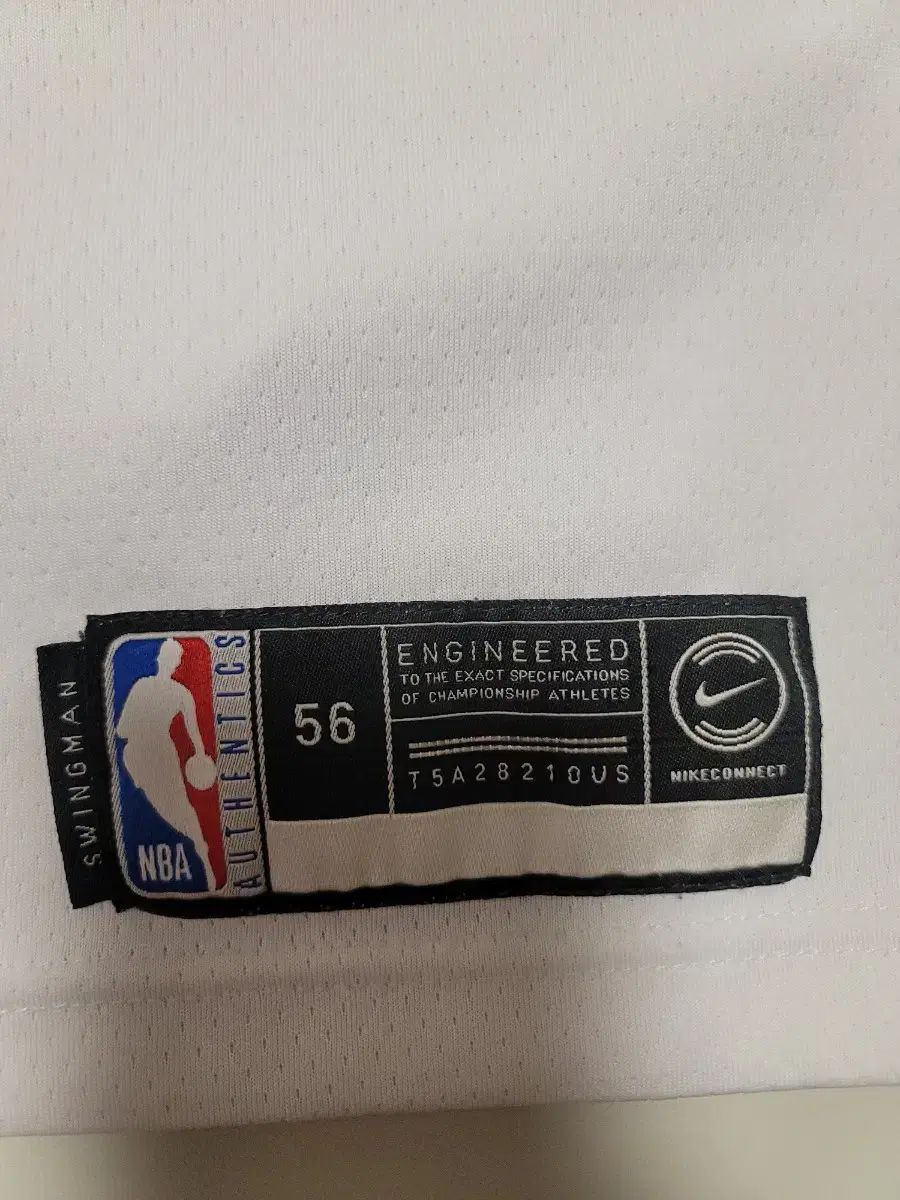 SWINGMAN
NBA
AUTHENTICS
56
ENGINEERED
TO THE EXACT SPECIFICATIONS
OF CHAMPIONSHIP ATHLETES
T5A28210US
NIKECONNECT